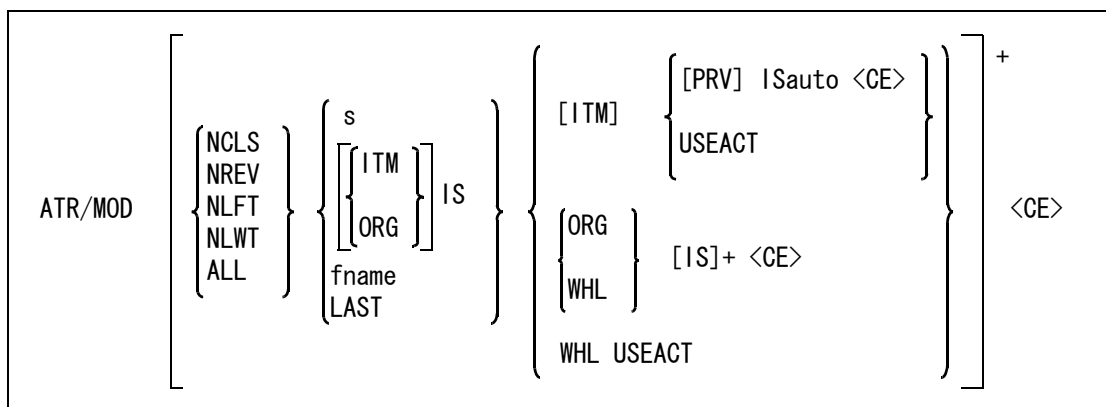 +
[PRV] ISauto <CE>
s
[ITM]
NCLS
ITM
USEACT
NREV
IS
ATR/MOD
NLFT
<CE>
NLWT
ORG
ORG
[IS]+ <CE>
ALL
fname
WHL
LAST
WHL USEACT